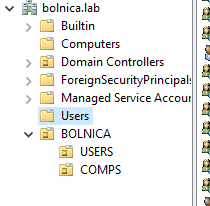 bolnica.lab
Builtin
Computers
Domain Controllers
ForeignSecurityPrincipals
Managed Service Accour
Users
BOLNICA
USERS
COMPS